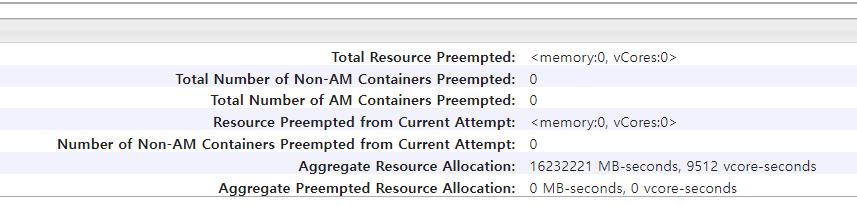 Total Resource Preempted: <memory:0, vCores:0>
Total Number of Non-AM Containers Preempted: 0
Total Number of AM Containers Preempted: 0
Resource Preempted from Current Attempt: <memory:0, vCores:0>
Number of Non-AM Containers Preempted from Current Attempt: 0
Aggregate Resource Allocation: 16232221 MB-seconds, 9512 vcore-seconds
Aggregate Preempted Resource Allocation: 0 MB-seconds, 0 vcore-seconds